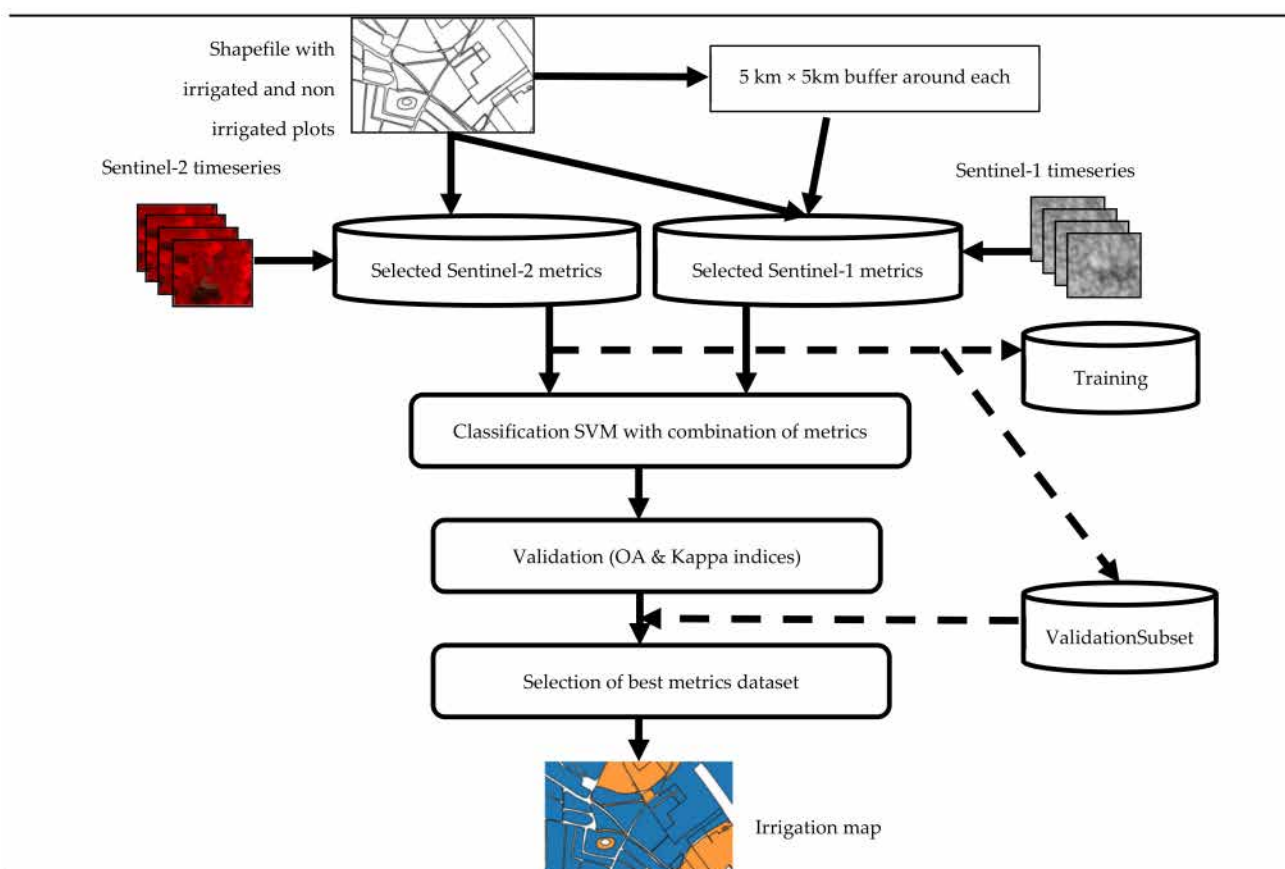 Shapefile with
irrigated and non
irrigated plots
5 km × 5km buffer around each
Sentinel-2 timeseries
Sentinel-1 timeseries
Selected Sentinel-2 metrics
Selected Sentinel-1 metrics
Training
Classification SVM with combination of metrics
Validation (OA & Kappa indices)
ValidationSubset
Selection of best metrics dataset
Irrigation map